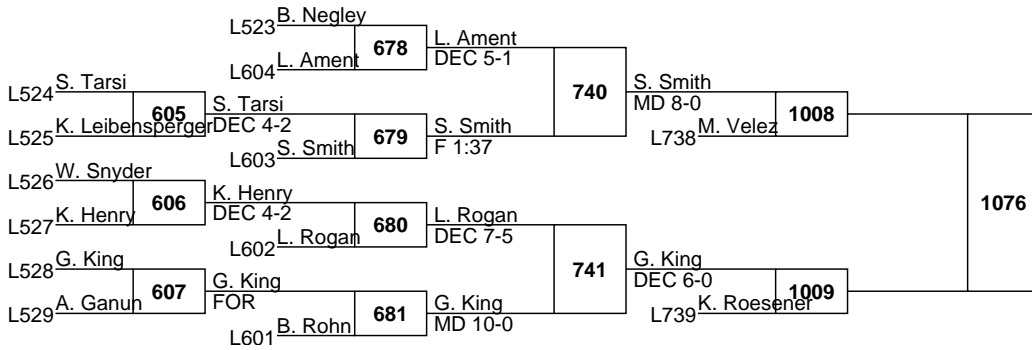 L523 B. Negley
678
L. Ament
DEC 5-1
L604 L. Ament
740
S. Smith
MD 8-0
L524 S. Tarsi
605
S. Tarsi
DEC 4-2
L525 K. Leibensperger
679
S. Smith
F 1:37
L603 S. Smith
1008
L738 M. Velez
L526 W. Snyder
606
K. Henry
DEC 4-2
L527 K. Henry
680
L. Rogan
DEC 7-5
L602 L. Rogan
1076
L528 G. King
607
G. King
FOR
L529 A. Ganun
741
G. King
DEC 6-0
681
G. King
MD 10-0
L601 B. Rohn
1009
L739 K. Roesener